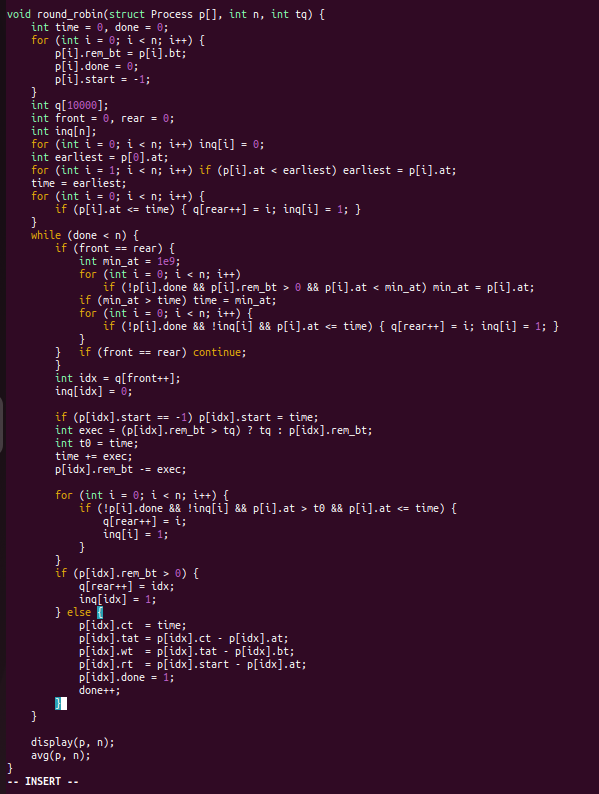 void round_robin(struct Process p[], int n, int tq) {
    int time = 0, done = 0;
    for (int i = 0; i < n; i++) {
        p[i].rem_bt = p[i].bt;
        p[i].done = 0;
        p[i].start = -1;
    }
    int q[10000];
    int front = 0, rear = 0;
    int inq[n];
    for (int i = 0; i < n; i++) inq[i] = 0;
    int earliest = p[0].at;
    for (int i = 1; i < n; i++) if (p[i].at < earliest) earliest = p[i].at;
    time = earliest;
    for (int i = 0; i < n; i++) {
        if (p[i].at <= time) { q[rear++] = i; inq[i] = 1; }
    }
    while (done < n) {
        if (front == rear) {
            int min_at = 1e9;
            for (int i = 0; i < n; i++)
                if (!p[i].done && p[i].rem_bt > 0 && p[i].at < min_at) min_at = p[i].at;
            if (min_at > time) time = min_at;
            for (int i = 0; i < n; i++) {
                if (!p[i].done && !inq[i] && p[i].at <= time) { q[rear++] = i; inq[i] = 1; }
            }
        }   if (front == rear) continue;
        }
        int idx = q[front++];
        inq[idx] = 0;

        if (p[idx].start == -1) p[idx].start = time;
        int exec = (p[idx].rem_bt > tq) ? tq : p[idx].rem_bt;
        int t0 = time;
        time += exec;
        p[idx].rem_bt -= exec;

        for (int i = 0; i < n; i++) {
            if (!p[i].done && !inq[i] && p[i].at > t0 && p[i].at <= time) {
                q[rear++] = i;
                inq[i] = 1;
            }
        }
        if (p[idx].rem_bt > 0) {
            q[rear++] = idx;
            inq[idx] = 1;
        } else {
            p[idx].ct  = time;
            p[idx].tat = p[idx].ct - p[idx].at;
            p[idx].wt  = p[idx].tat - p[idx].bt;
            p[idx].rt  = p[idx].start - p[idx].at;
            p[idx].done = 1;
            done++;
        }
    }

    display(p, n);
    avg(p, n);
}
-- INSERT --